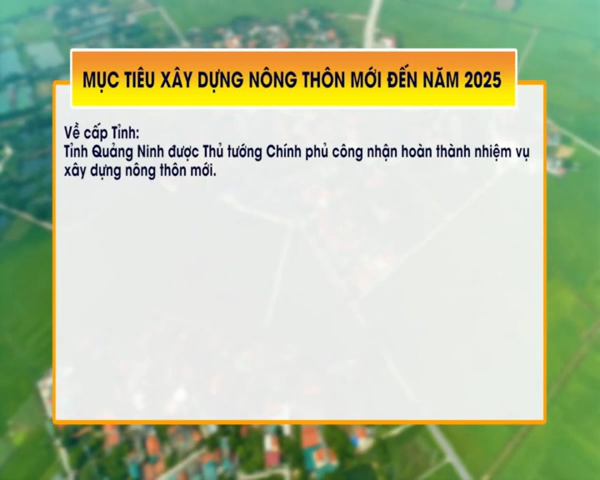 MỤC TIÊU XÂY DỰNG NÔNG THÔN MỚI ĐẾN NĂM 2025
Về cấp Tỉnh:
Tỉnh Quảng Ninh được Thủ tướng Chính phủ công nhận hoàn thành nhiệm vụ
xây dựng nông thôn mới.